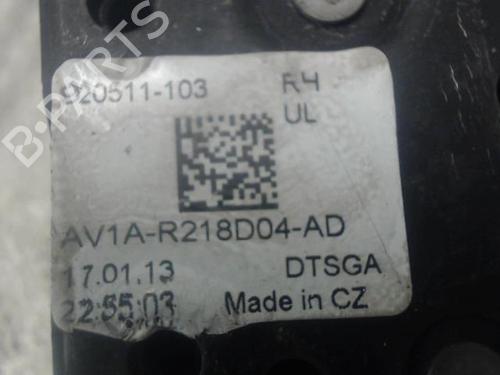 B-PARTS
920511-103 R4
UL
AV1A-R218D04-AD
17.01.13 DTSGA
22:55:03 Made in CZ